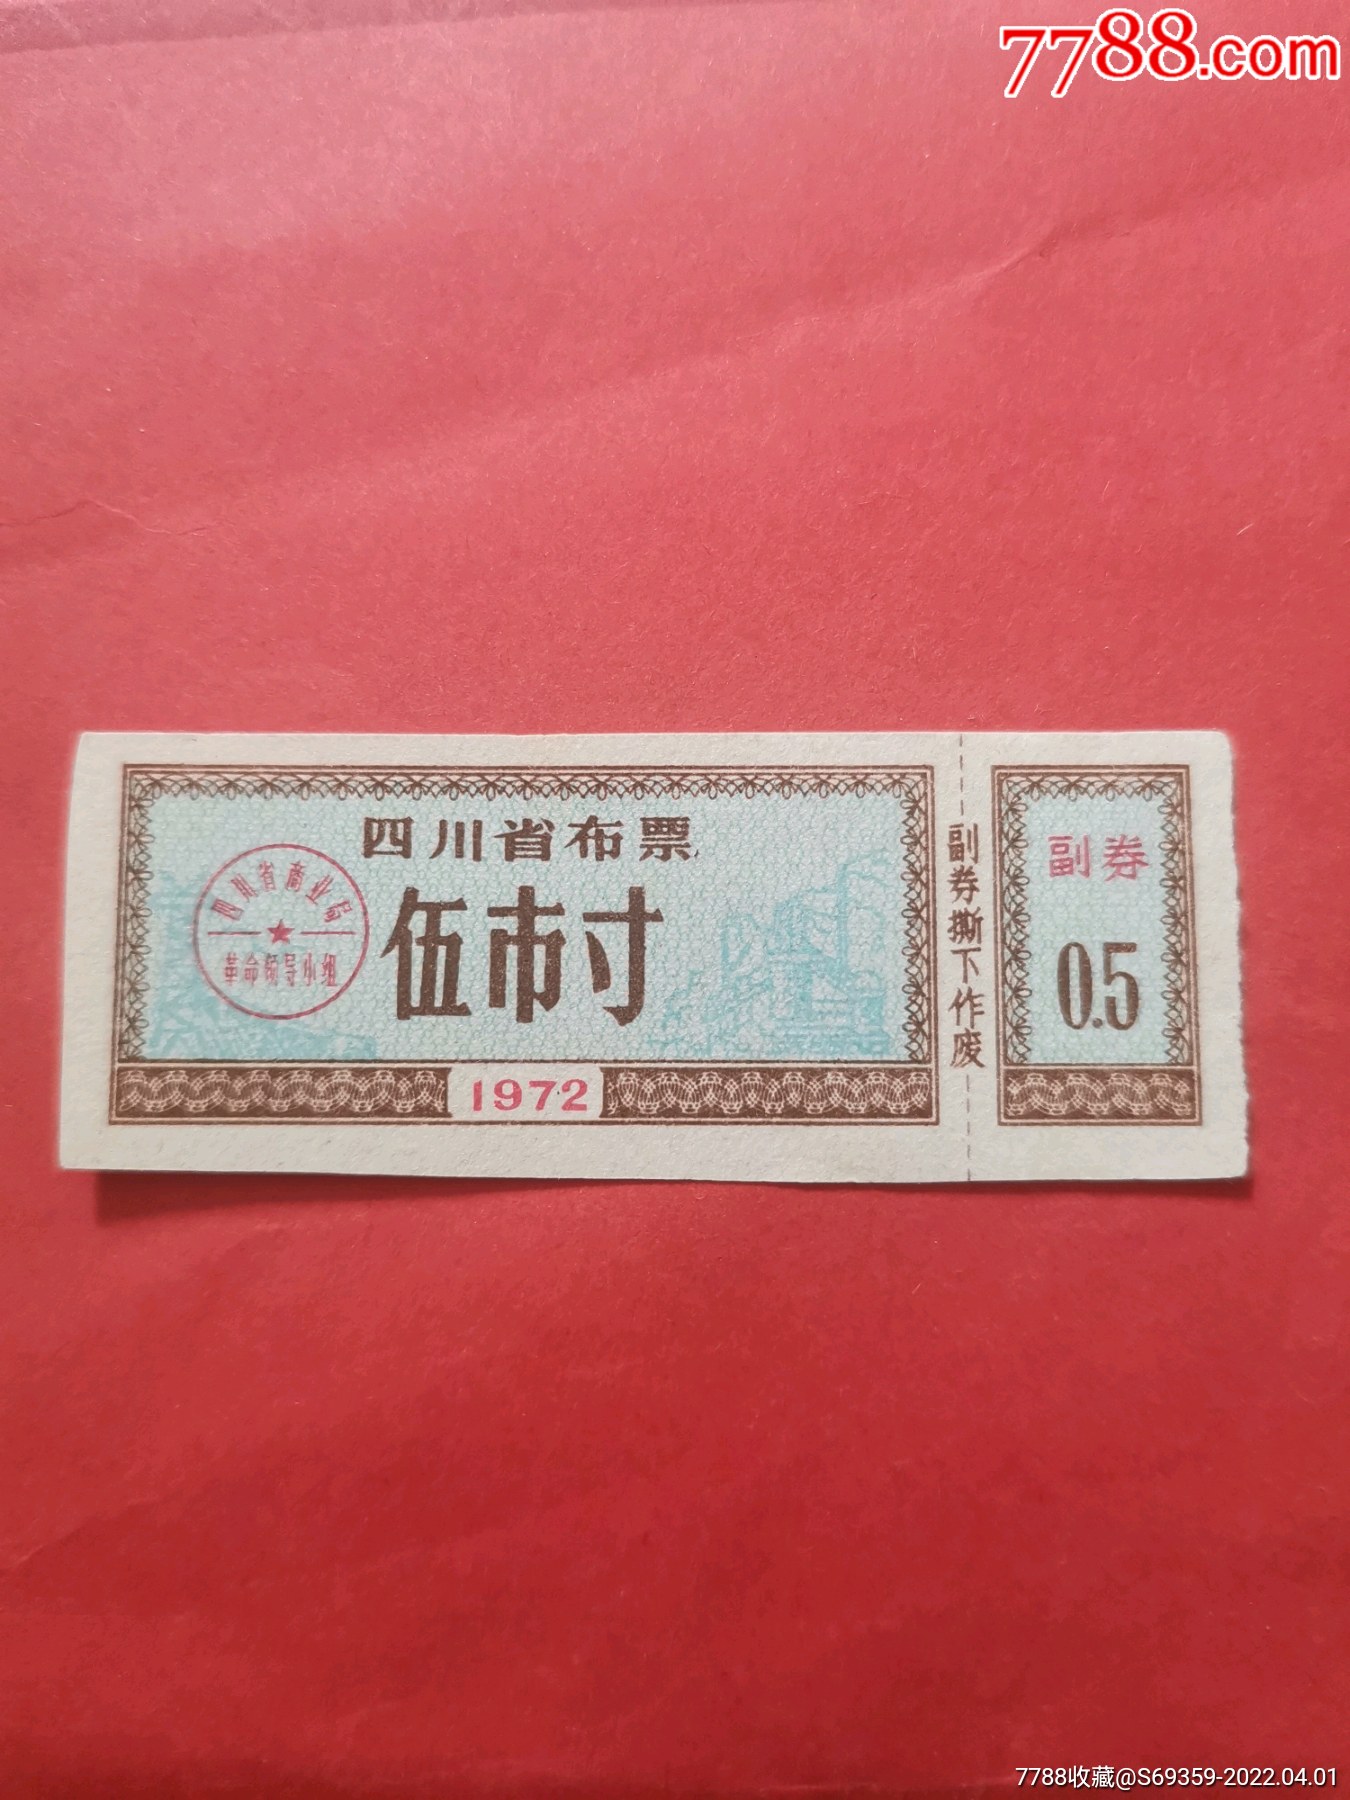 7788.com
四川省布票
四川省商业局
革命领导小组
伍市寸
1972
副券撕下作废
副券
0.5
7788收藏@S69359-2022.04.01